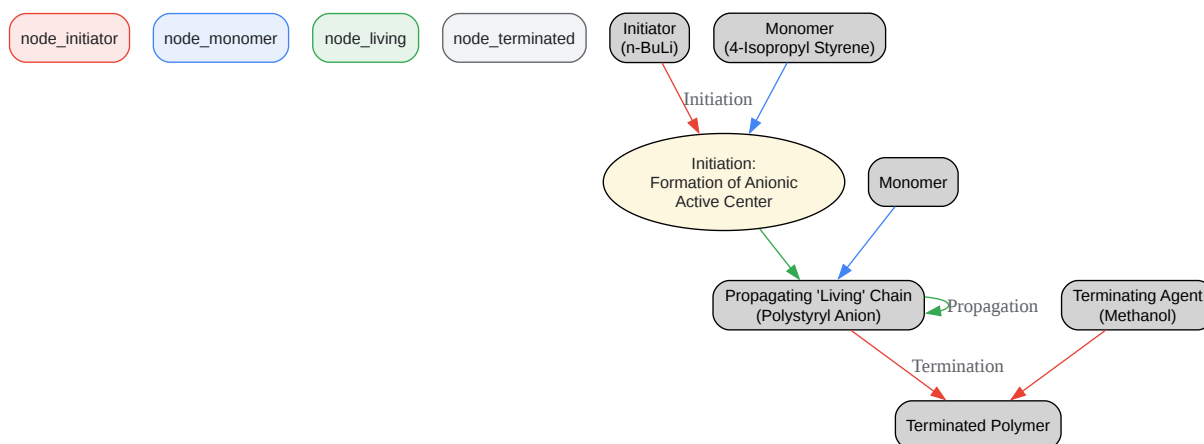 node_initiator
node_monomer
node_living
node_terminated
Initiator
(n-BuLi)
Monomer
(4-Isopropyl Styrene)
Initiation
Initiation:
Formation of Anionic
Active Center
Monomer
Propagating 'Living' Chain
(Polystyryl Anion)
Propagation
Terminating Agent
(Methanol)
Termination
Terminated Polymer